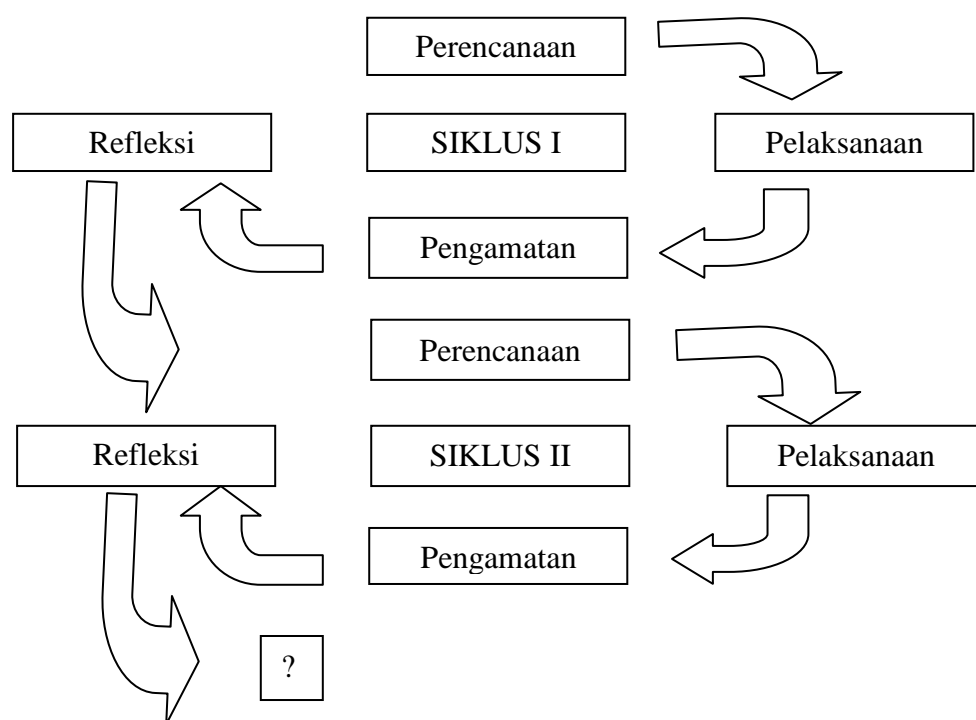 Perencanaan
Refleksi
SIKLUS I
Pelaksanaan
Pengamatan
Perencanaan
Refleksi
SIKLUS II
Pelaksanaan
Pengamatan
?